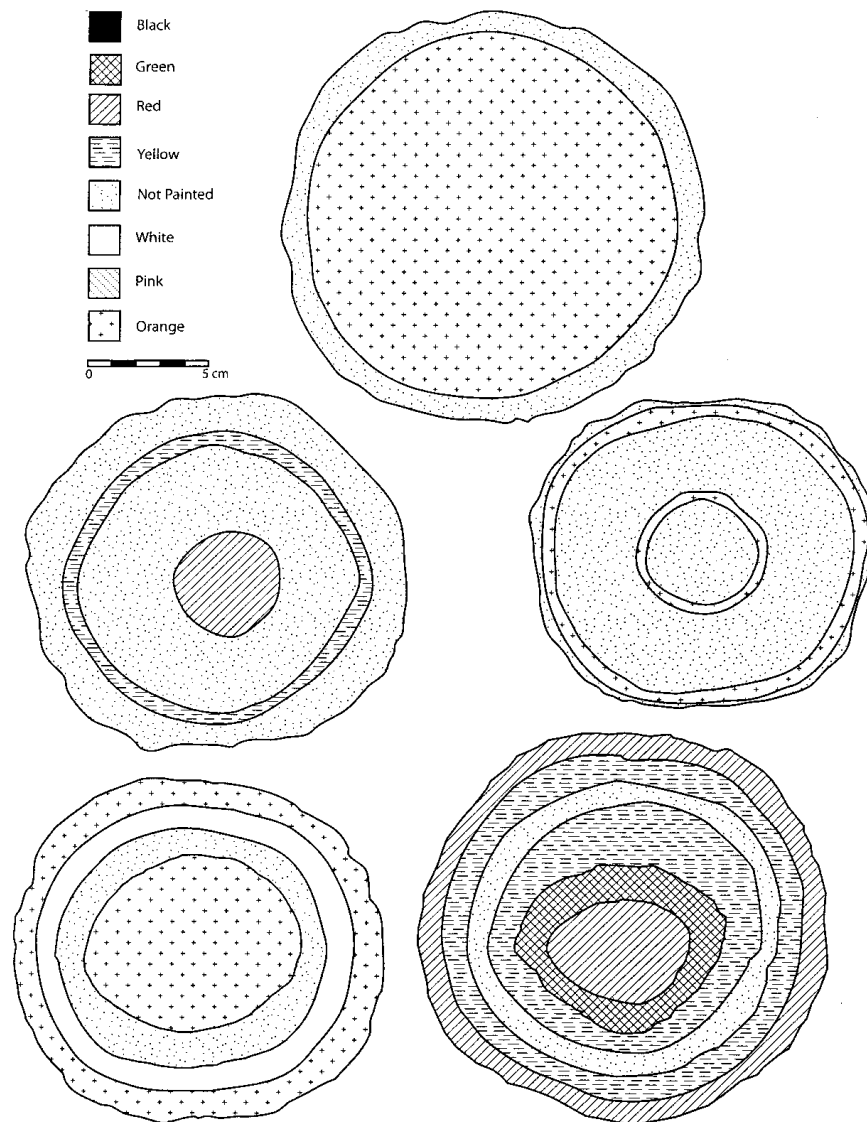 Black
Green
Red
Yellow
Not Painted
White
Pink
Orange
0 5 cm